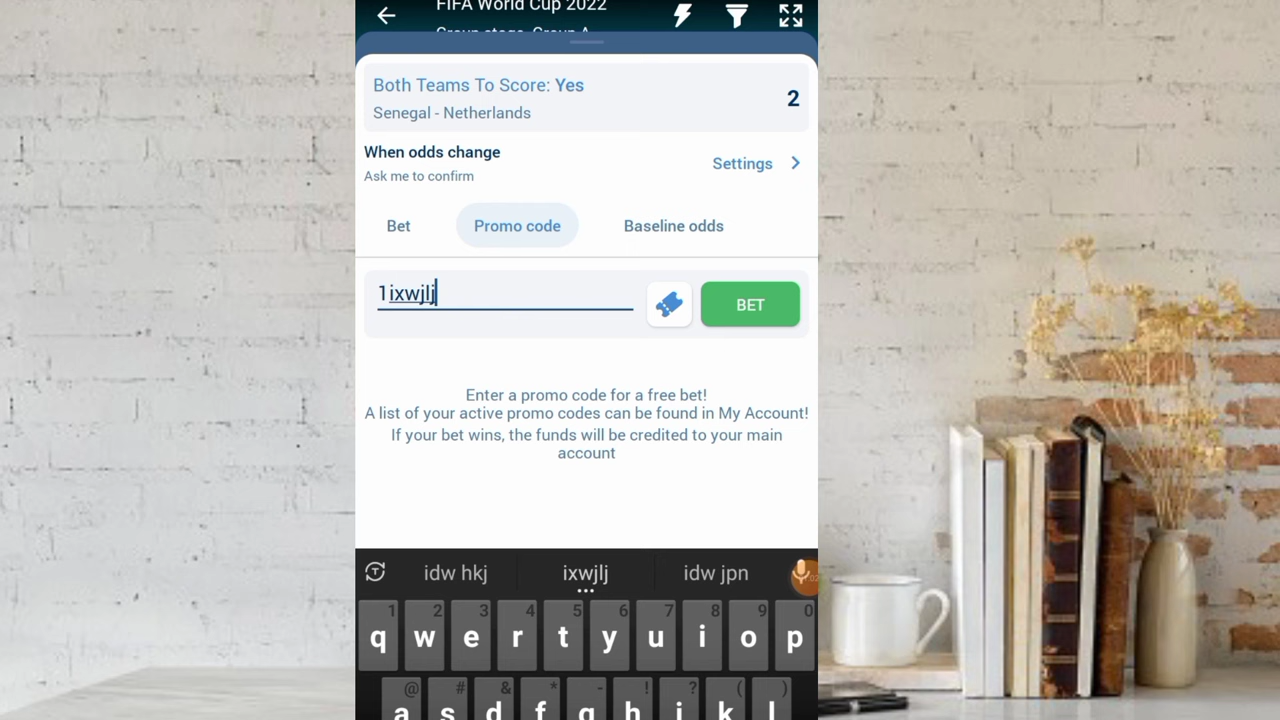 FIFA World Cup 2022
Group stage. Group A
Both Teams To Score: Yes
2
Senegal - Netherlands
When odds change
Settings
Ask me to confirm
Bet
Promo code
Baseline odds
1ixwjlj
BET
Enter a promo code for a free bet!
A list of your active promo codes can be found in My Account!
If your bet wins, the funds will be credited to your main
account
idw hkj
ixwjlj
idw jpn
1 2 3 4 5 6 7 8 9 0
q w e r t y u i o p
@ # & * - ! ? ( )
a s d f g h j k l